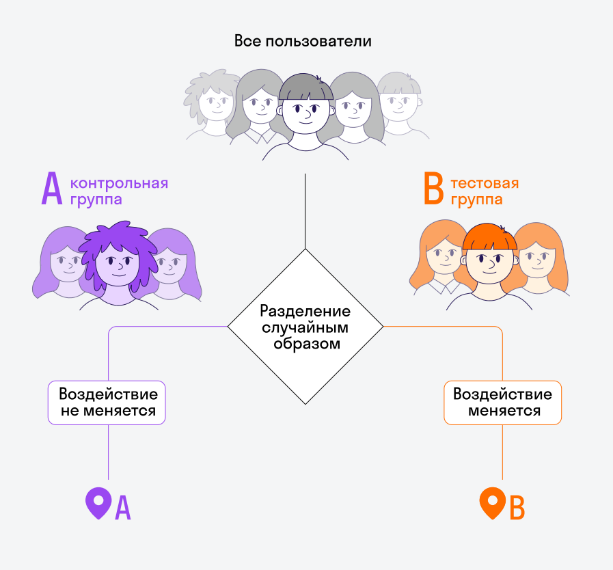 Все пользователи
A контрольная
группа
B тестовая
группа
Разделение
случайным
образом
Воздействие
не меняется
Воздействие
меняется
A
B